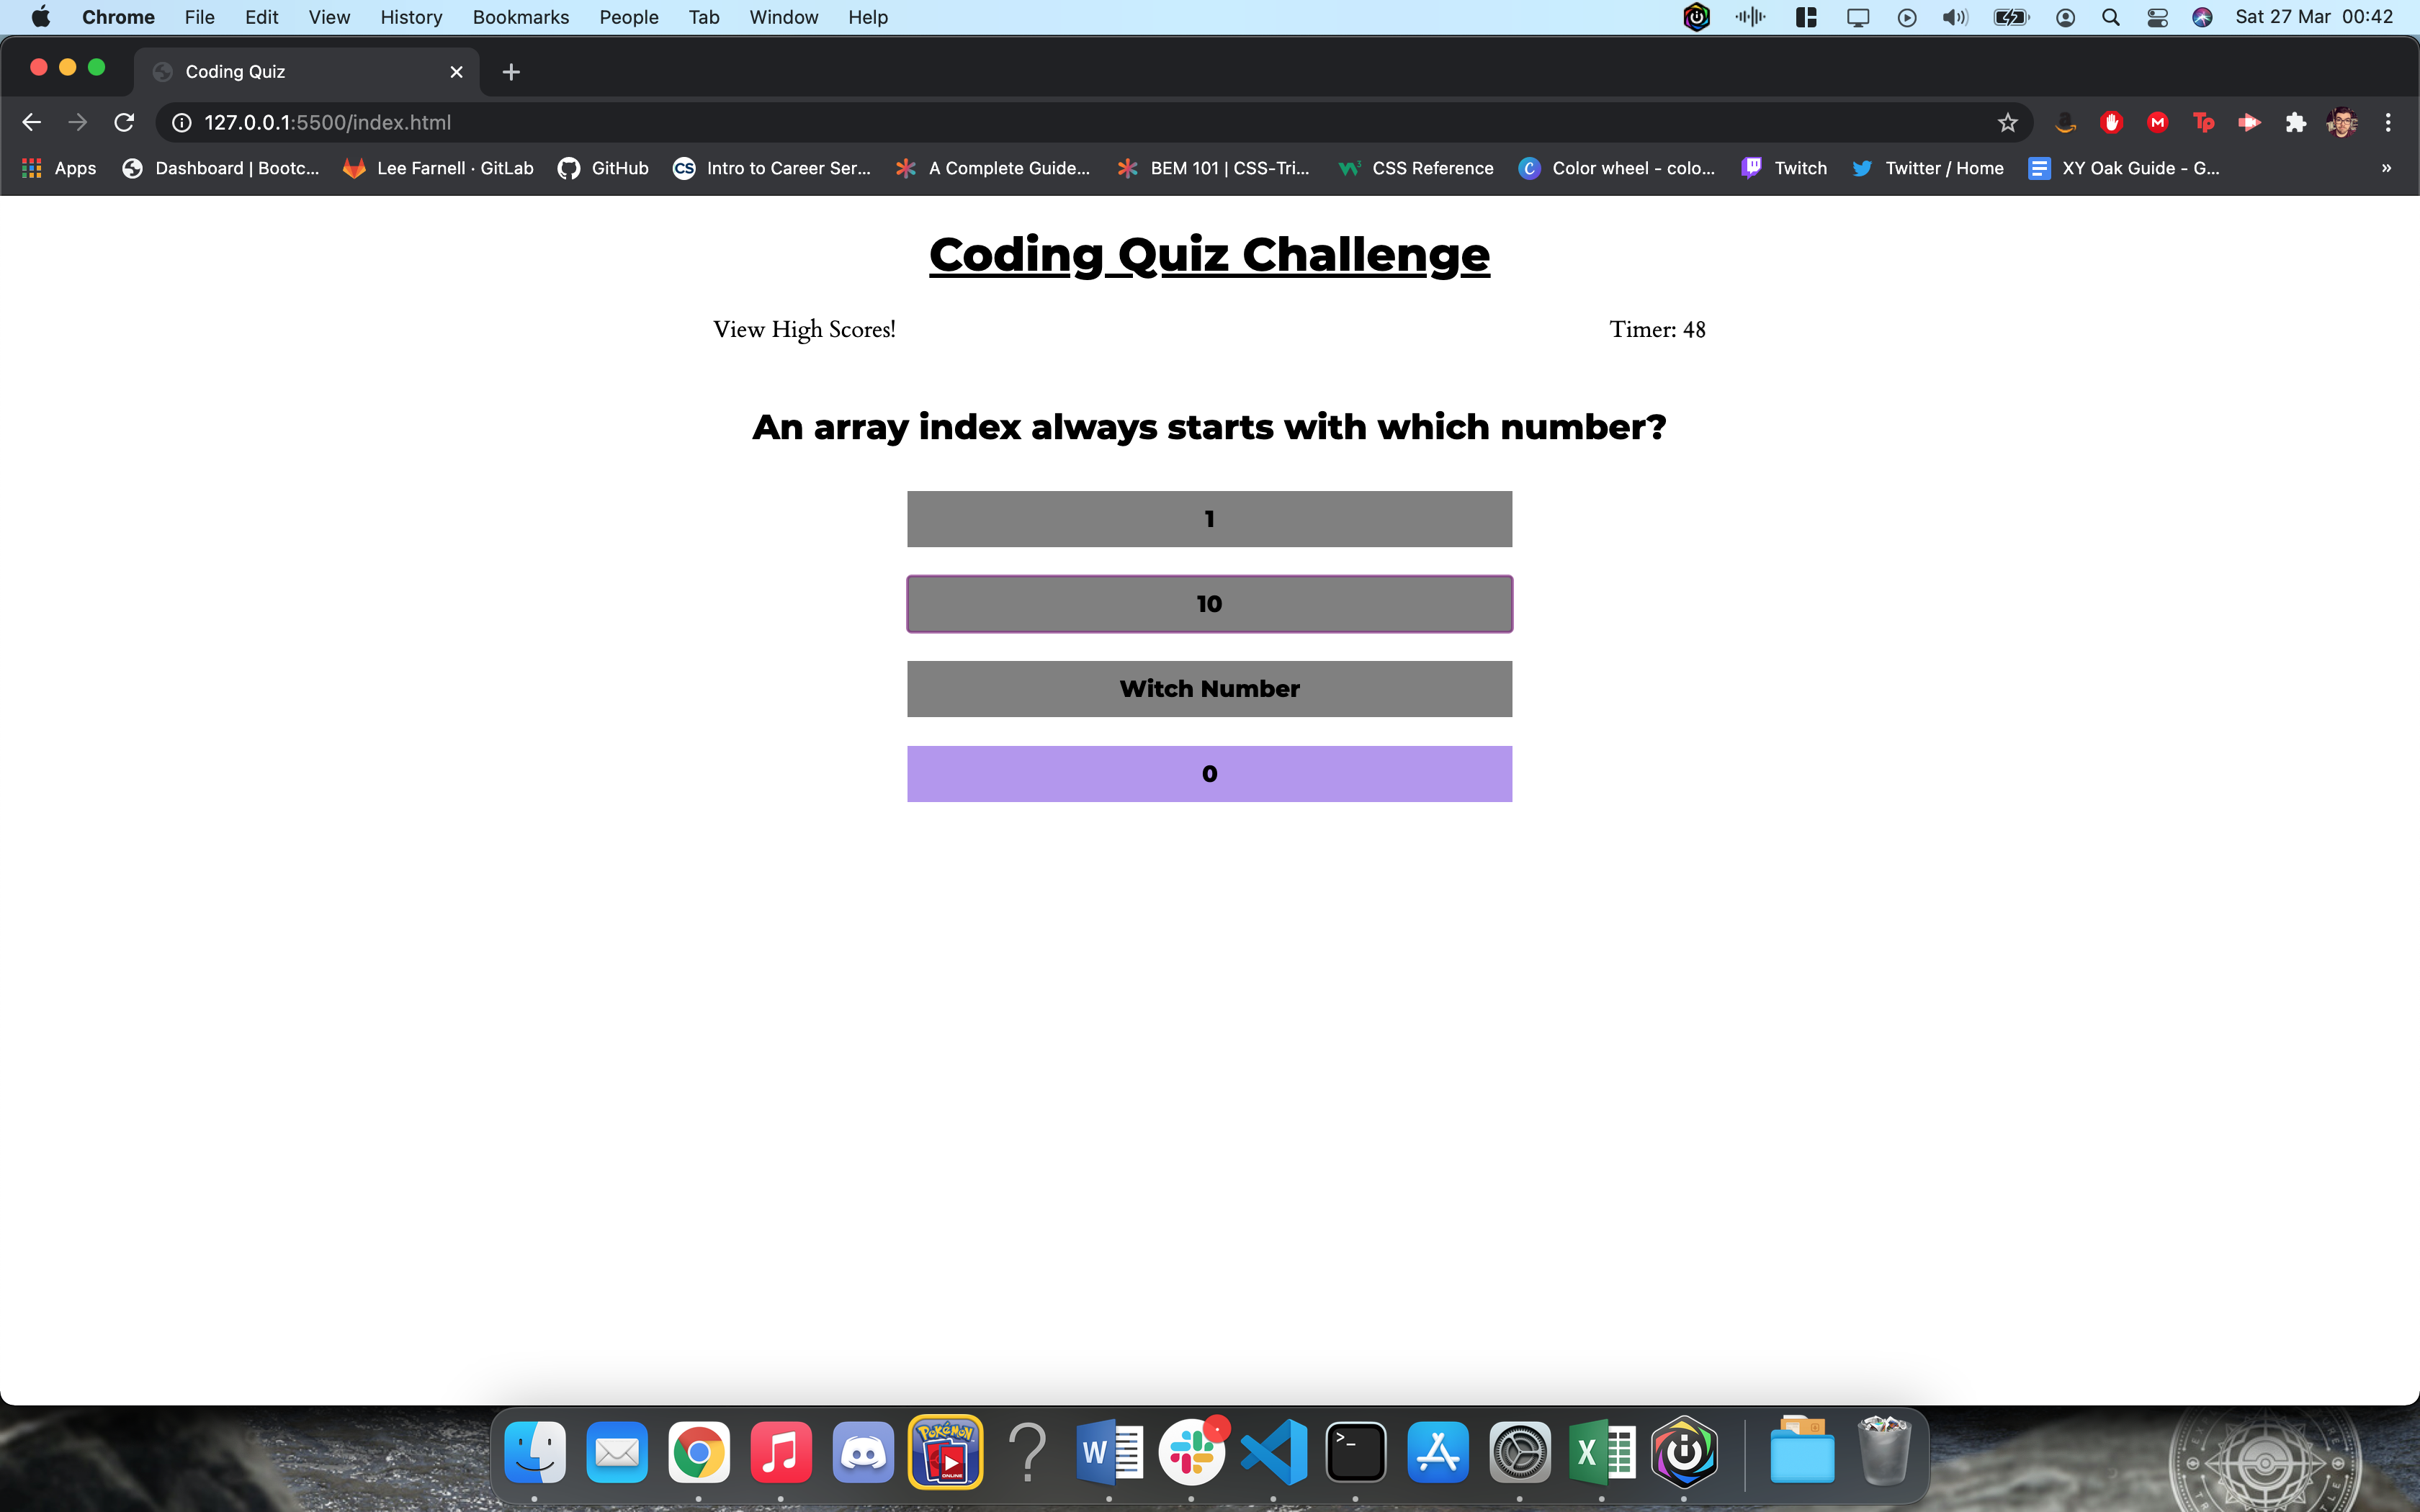 Chrome File Edit View History Bookmarks People Tab Window Help Sat 27 Mar 00:42
Coding Quiz
127.0.0.1:5500/index.html
Apps Dashboard | Bootc... Lee Farnell · GitLab GitHub CS Intro to Career Ser... A Complete Guide... BEM 101 | CSS-Tri... CSS Reference Color wheel - colo... Twitch Twitter / Home XY Oak Guide - G... »
Coding Quiz Challenge
View High Scores! Timer: 48
An array index always starts with which number?
1
10
Witch Number
0